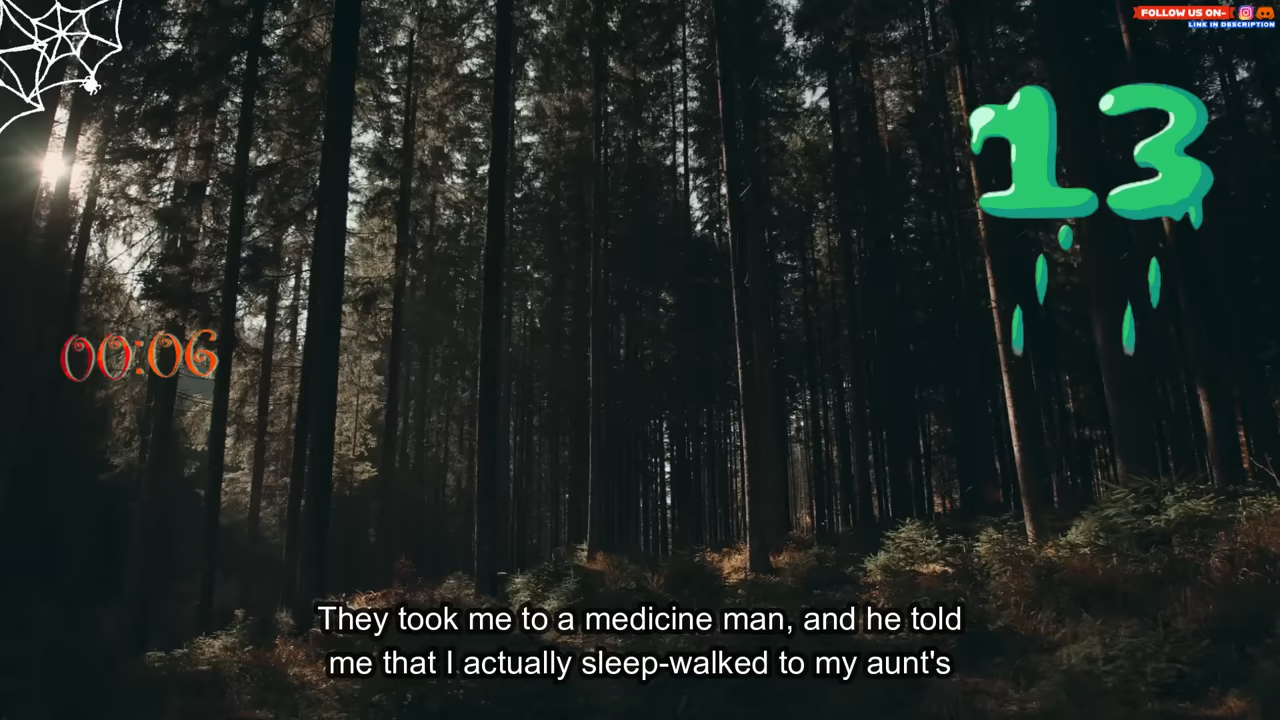 FOLLOW US ON-
LINK IN DESCRIPTION
13
00:06
They took me to a medicine man, and he told
me that I actually sleep-walked to my aunt's